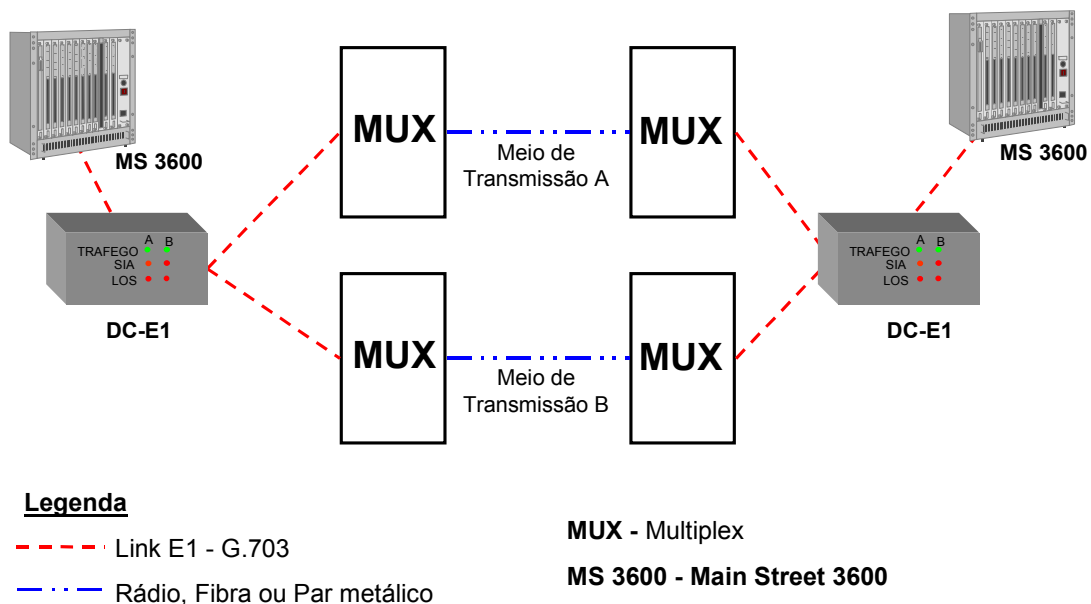 MUX
MUX
MS 3600
MS 3600
Meio de
Transmissão A
A B
TRAFEGO
SIA
LOS
DC-E1
A B
TRAFEGO
SIA
LOS
DC-E1
MUX
MUX
Meio de
Transmissão B
Legenda
Link E1 - G.703
Rádio, Fibra ou Par metálico
MUX - Multiplex
MS 3600 - Main Street 3600